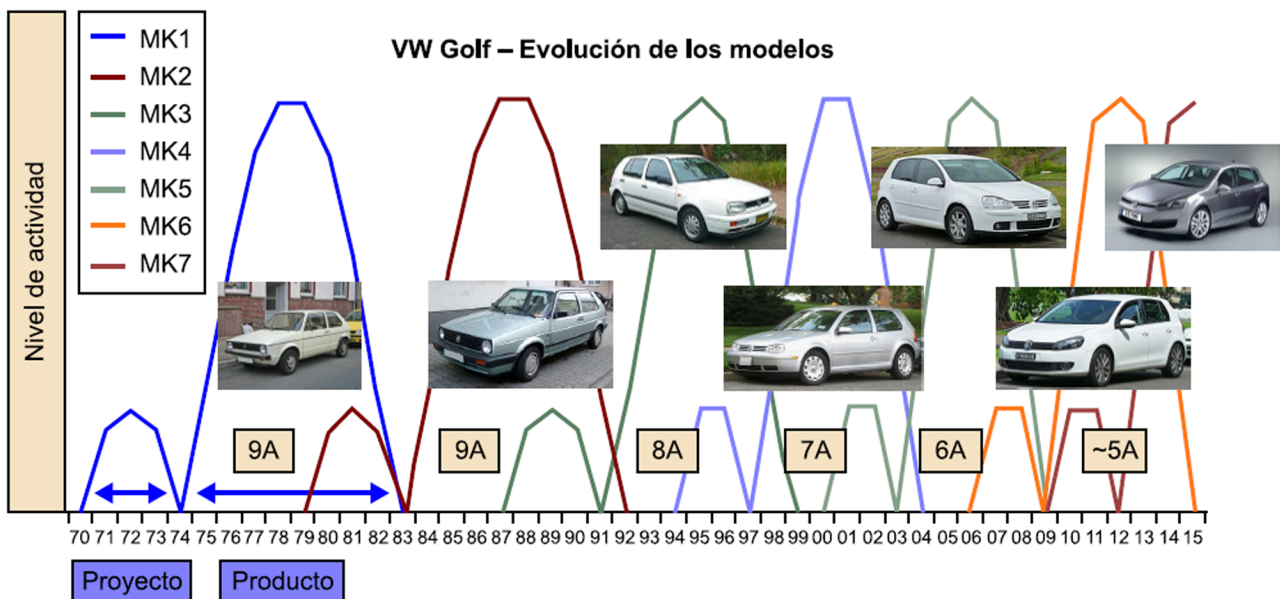 VW Golf – Evolución de los modelos
MK1
MK2
MK3
MK4
MK5
MK6
MK7
Nivel de actividad
9A
9A
8A
7A
6A
~5A
70 71 72 73 74 75 76 77 78 79 80 81 82 83 84 85 86 87 88 89 90 91 92 93 94 95 96 97 98 99 00 01 02 03 04 05 06 07 08 09 10 11 12 13 14 15
Proyecto
Producto